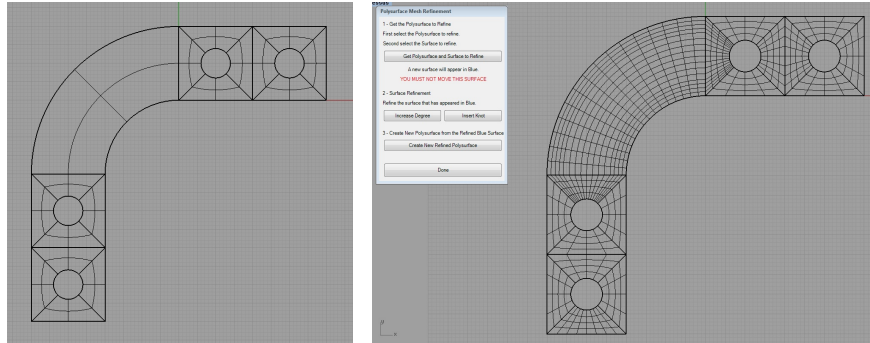 Polysurface Mesh Refinement
1 - Get the Polysurface to Refine
First select the Polysurface to refine.
Second select the Surface to refine.
Get Polysurface and Surface to Refine
A new surface will appear in Blue.
YOU MUST NOT MOVE THIS SURFACE
2 - Surface Refinement
Refine the surface that has appeared in Blue.
Increase Degree
Insert Knot
3 - Create New Polysurface from the Refined Blue Surface
Create New Refined Polysurface
Done
y
x